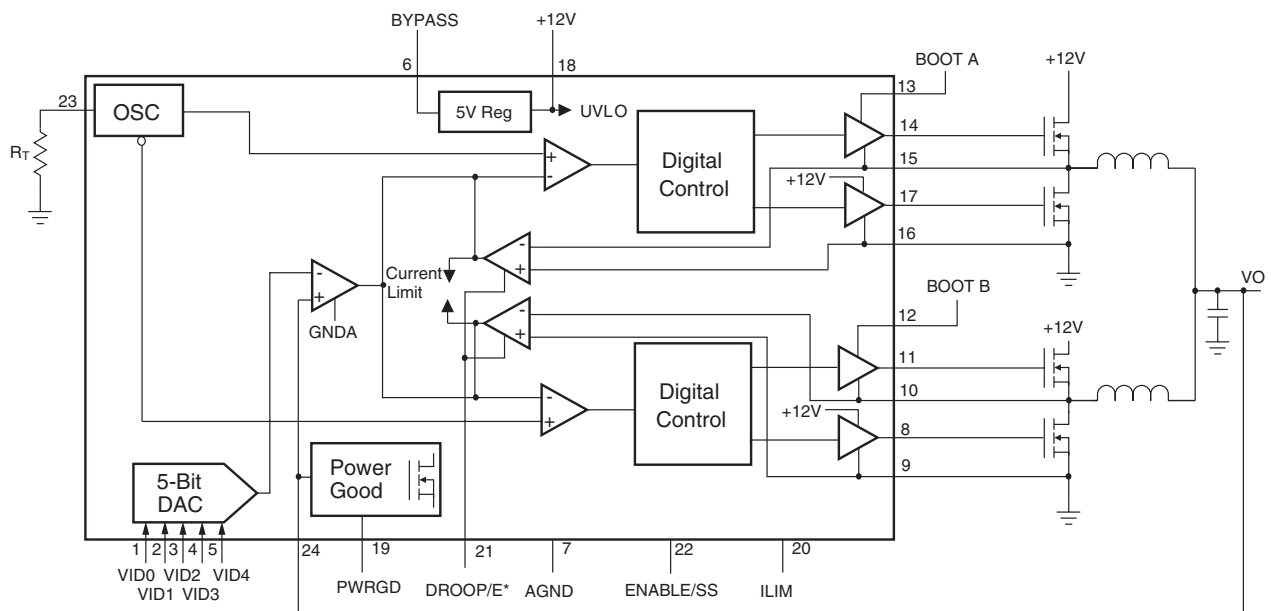 BYPASS
+12V
6
18
BOOT A
+12V
13
23
OSC
5V Reg
UVLO
14
RT
Digital
Control
15
+12V
17
16
Current
Limit
GNDA
BOOT B
VO
12
+12V
11
Digital
Control
10
+12V
8
9
5-Bit
DAC
Power
Good
1 2 3 4 5
24
19
21
7
22
20
VID0 VID2 VID4
VID1 VID3
PWRGD
DROOP/E*
AGND
ENABLE/SS
ILIM